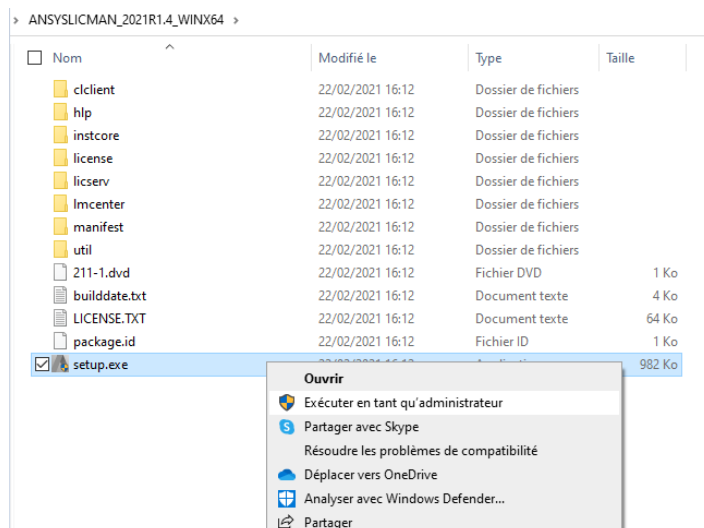 > ANSYSLICMAN_2021R1.4_WINX64 >
Nom Modifié le Type Taille
clclient 22/02/2021 16:12 Dossier de fichiers
hlp 22/02/2021 16:12 Dossier de fichiers
instcore 22/02/2021 16:12 Dossier de fichiers
license 22/02/2021 16:12 Dossier de fichiers
licserv 22/02/2021 16:12 Dossier de fichiers
lmcenter 22/02/2021 16:12 Dossier de fichiers
manifest 22/02/2021 16:12 Dossier de fichiers
util 22/02/2021 16:12 Dossier de fichiers
211-1.dvd 22/02/2021 16:12 Fichier DVD 1 Ko
builddate.txt 22/02/2021 16:12 Document texte 4 Ko
LICENSE.TXT 22/02/2021 16:12 Document texte 64 Ko
package.id 22/02/2021 16:12 Fichier ID 1 Ko
setup.exe 982 Ko
Ouvrir
Exécuter en tant qu'administrateur
Partager avec Skype
Résoudre les problèmes de compatibilité
Déplacer vers OneDrive
Analyser avec Windows Defender...
Partager